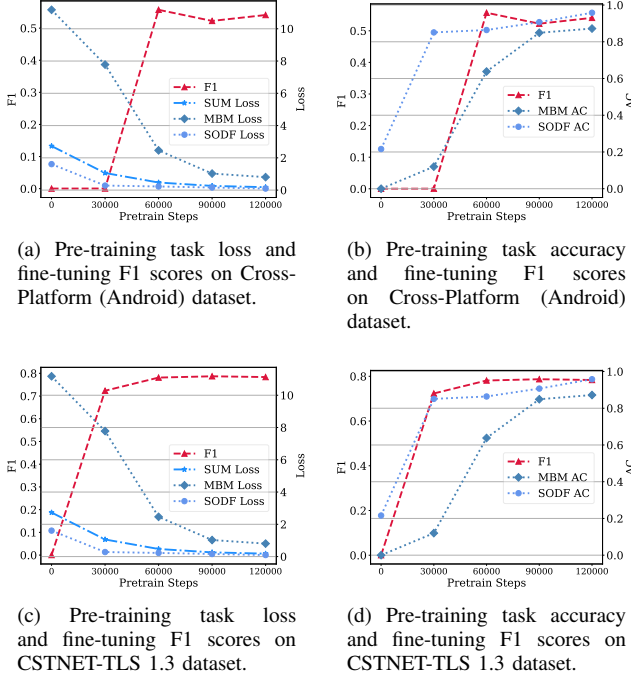 0.5
0.4
0.3
0.2
0.1
0.0
F1
10
8
6
4
2
0
Loss
F1
SUM Loss
MBM Loss
SODF Loss
0 30000 60000 90000 120000
Pretrain Steps
0.5
0.4
0.3
0.2
0.1
0.0
F1
1.0
0.8
0.6
0.4
0.2
0.0
AC
F1
MBM AC
SODF AC
0 30000 60000 90000 120000
Pretrain Steps
(a) Pre-training task loss and
fine-tuning F1 scores on Cross-
Platform (Android) dataset.
(b) Pre-training task accuracy
and fine-tuning F1 scores
on Cross-Platform (Android)
dataset.
0.8
0.7
0.6
0.5
0.4
0.3
0.2
0.1
0.0
F1
10
8
6
4
2
0
Loss
F1
SUM Loss
MBM Loss
SODF Loss
0 30000 60000 90000 120000
Pretrain Steps
0.8
0.6
0.4
0.2
0.0
F1
1.0
0.8
0.6
0.4
0.2
0.0
AC
F1
MBM AC
SODF AC
0 30000 60000 90000 120000
Pretrain Steps
(c) Pre-training task loss
and fine-tuning F1 scores on
CSTNET-TLS 1.3 dataset.
(d) Pre-training task accuracy
and fine-tuning F1 scores on
CSTNET-TLS 1.3 dataset.